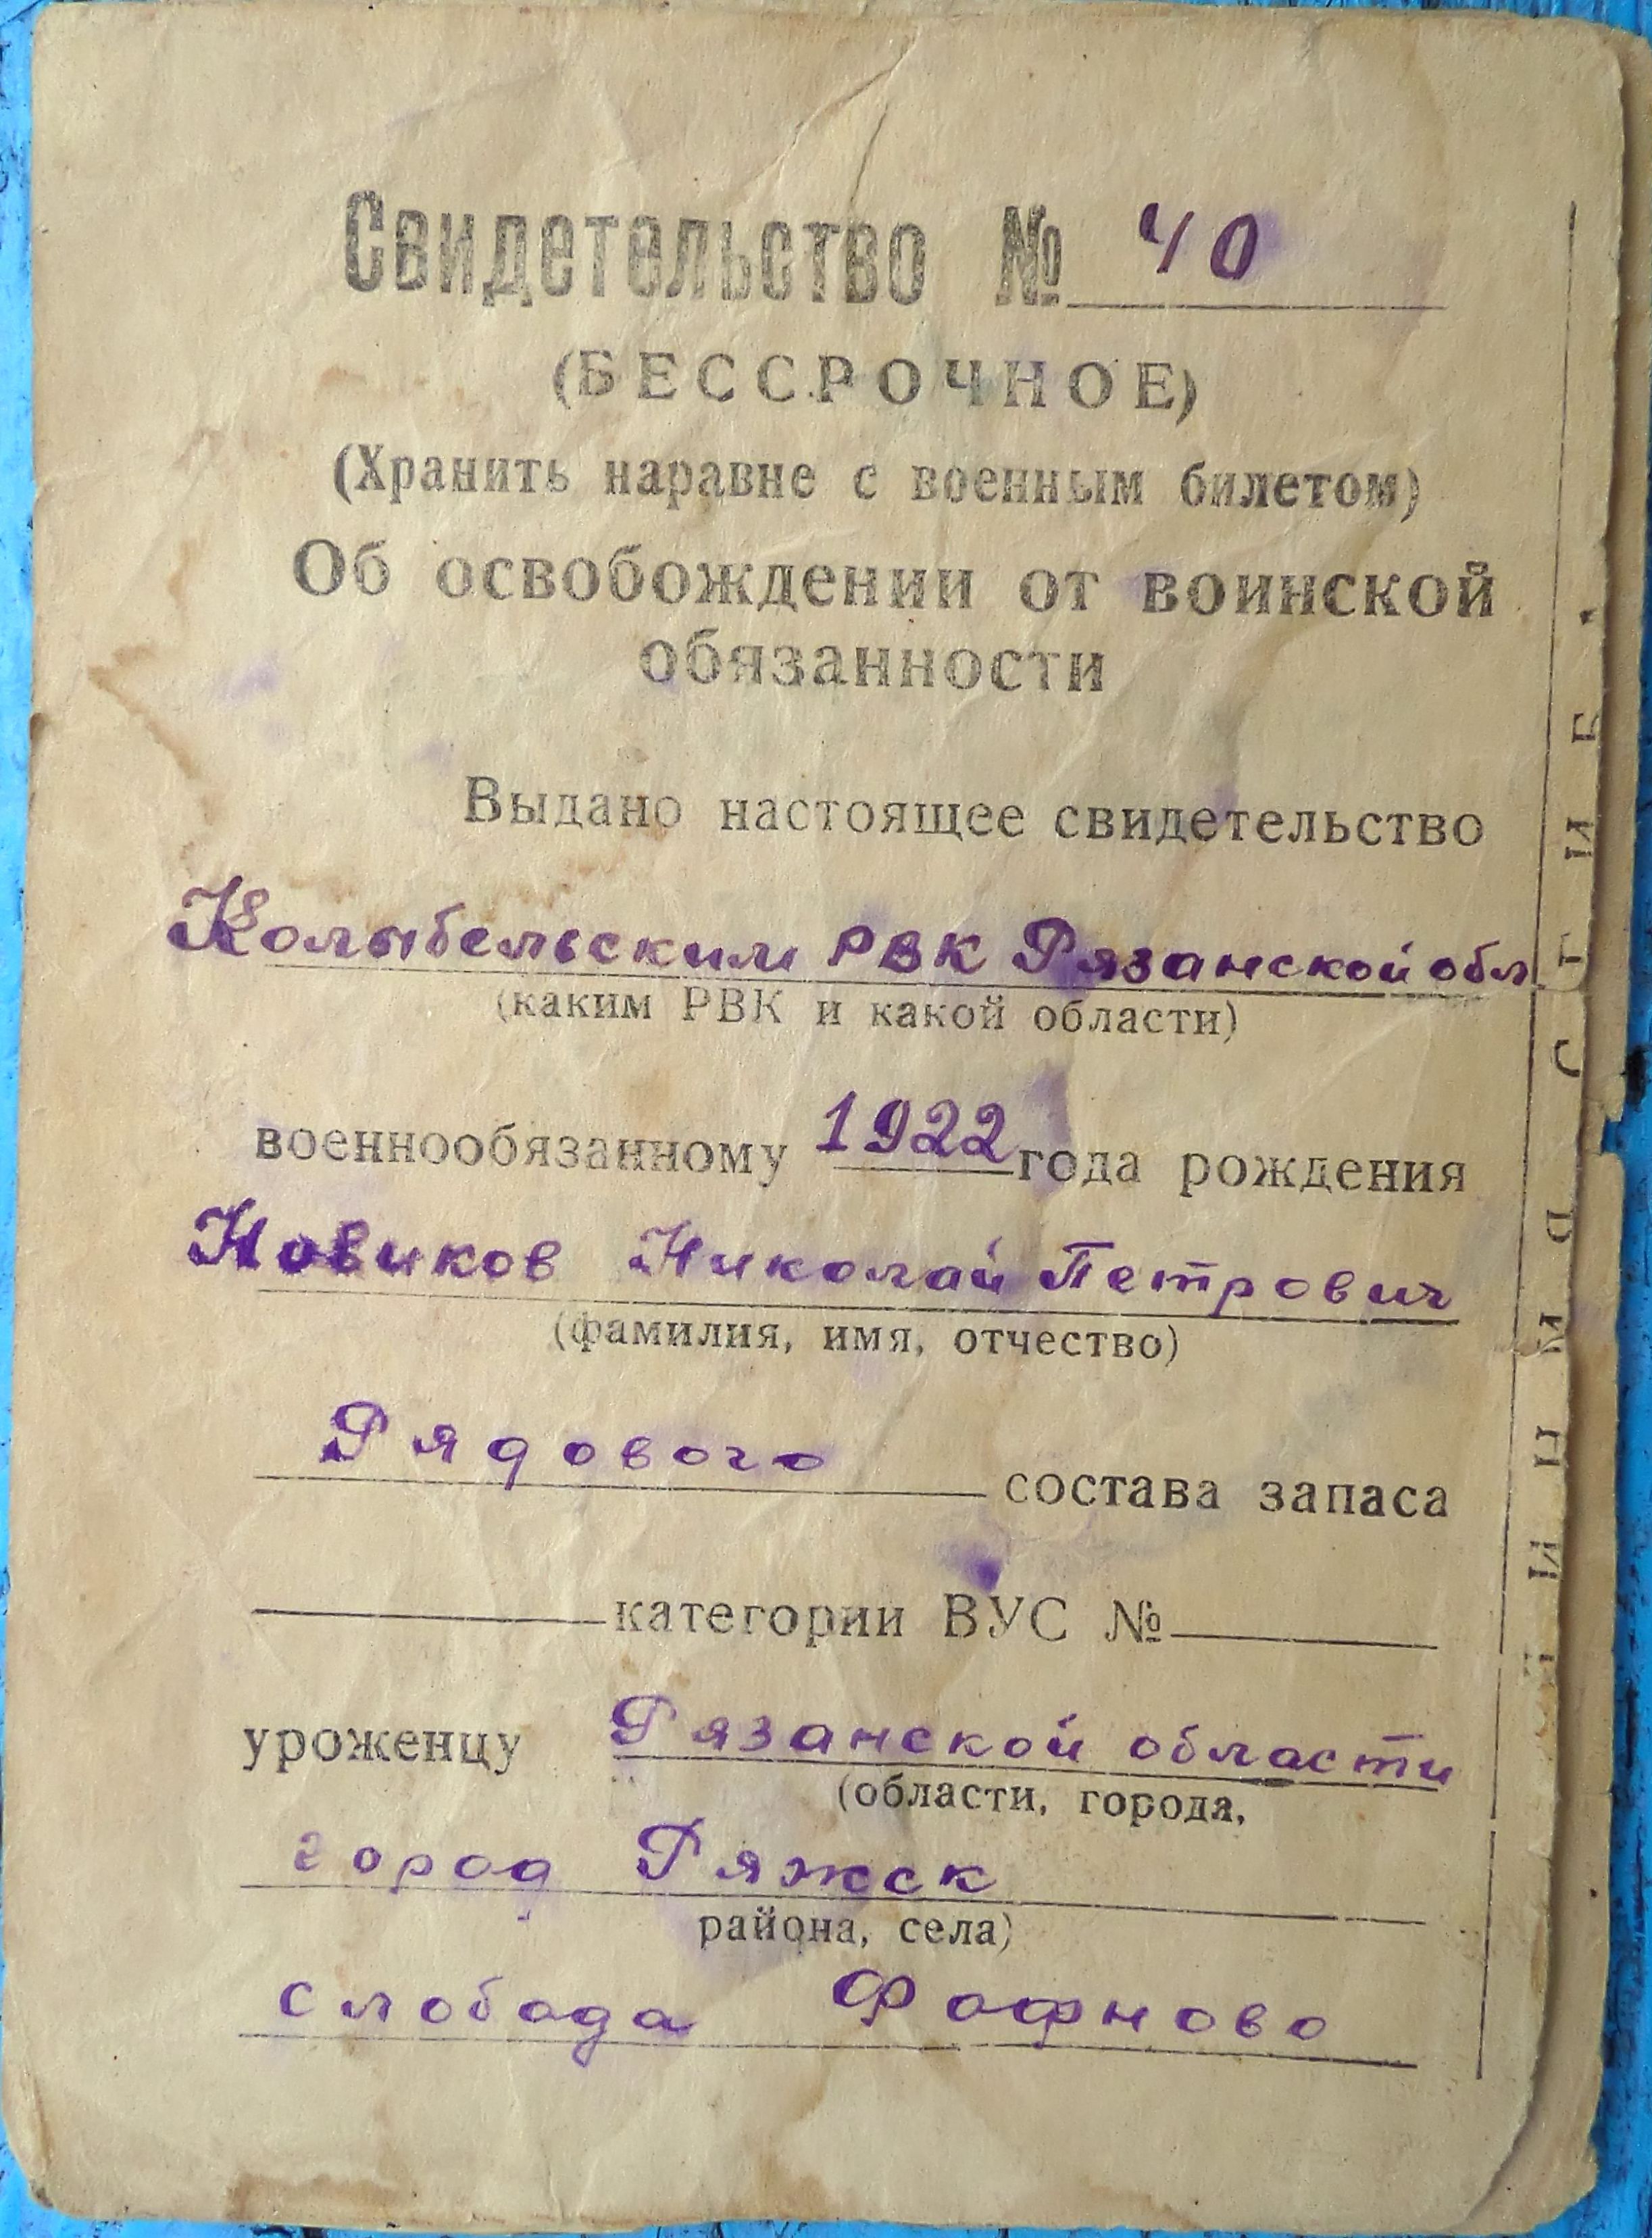 Свидетельство № 40
(БЕССРОЧНОЕ)
(Хранить наравне с военным билетом)
Об освобождении от воинской
обязанности
Выдано настоящее свидетельство
Колыбельским РВК Рязанской обл
(каким РВК и какой области)
военнообязанному 1922 года рождения
Новиков Николай Петрович
(фамилия, имя, отчество)
Рядового состава запаса
категории ВУС №
уроженцу Рязанской области
(области, города,
город Ряжск
района, села)
слобода Фофново